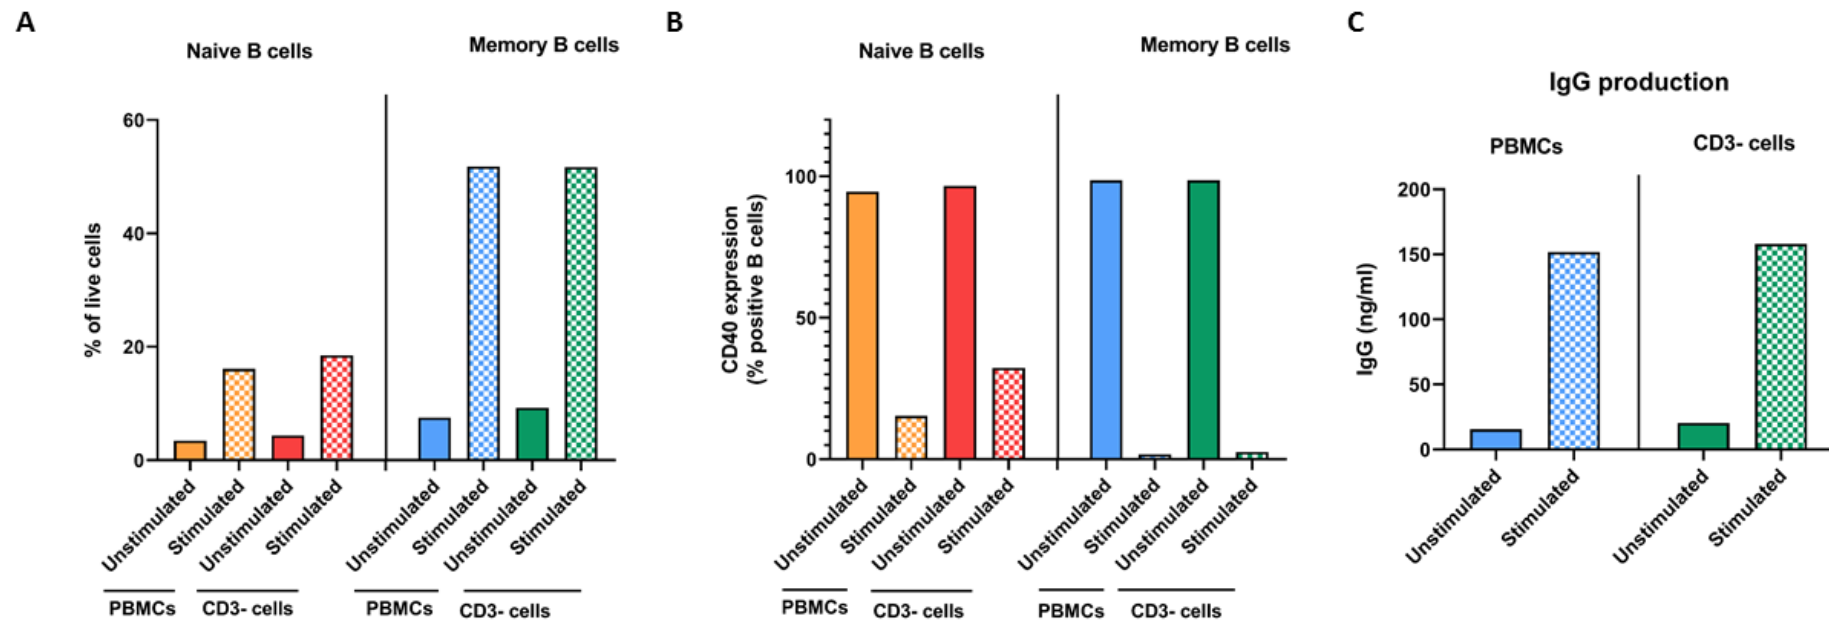 A
Naive B cells
Memory B cells
% of live cells
60
40
20
0
Unstimulated
Stimulated
Unstimulated
Stimulated
Unstimulated
Stimulated
Unstimulated
Stimulated
PBMCs
CD3- cells
PBMCs
CD3- cells
B
Naive B cells
Memory B cells
CD40 expression
(% positive B cells)
100
50
0
Unstimulated
Stimulated
Unstimulated
Stimulated
Unstimulated
Stimulated
Unstimulated
Stimulated
PBMCs
CD3- cells
PBMCs
CD3- cells
C
IgG production
PBMCs
CD3- cells
IgG (ng/ml)
200
150
100
50
0
Unstimulated
Stimulated
Unstimulated
Stimulated